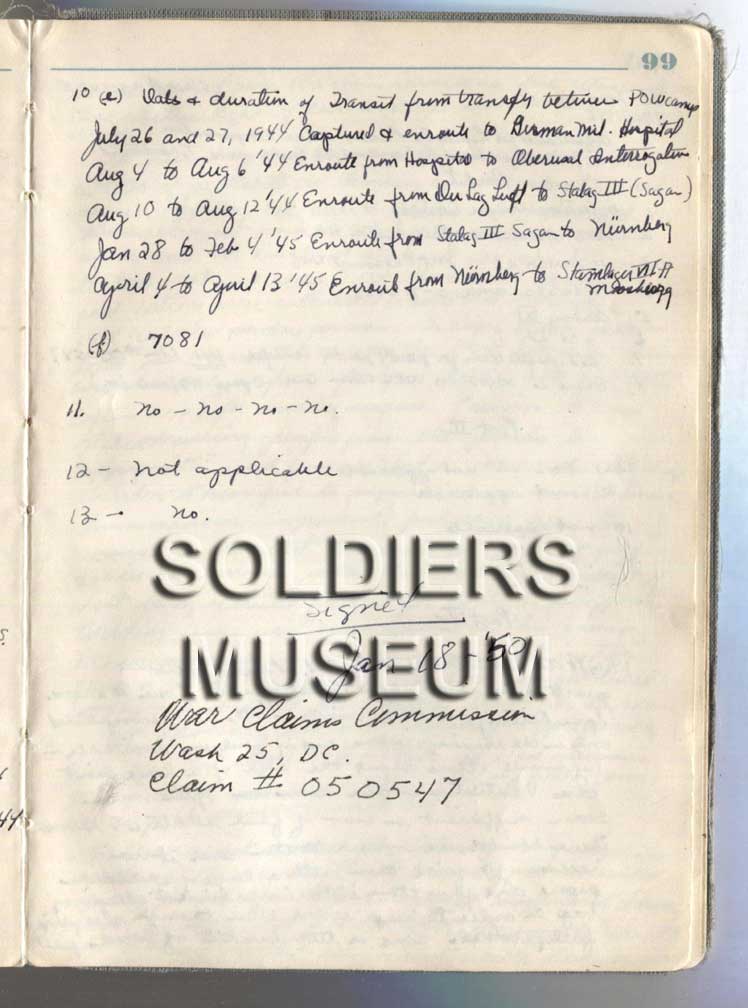 99
10 (e) Date & duration of Transit from transfer between POW camps
July 26 and 27, 1944 Captured & enroute to German Mil. Hospital
Aug 4 to Aug 6 '44 Enroute from Hospital to Oberusal Interrogation
Aug 10 to Aug 12 '44 Enroute from Du Lag Luft to Stalag III (Sagan)
Jan 28 to Feb 4 '45 Enroute from Stalag III Sagan to Nürnberg
April 4 to April 13 '45 Enroute from Nürnberg to Stamlager VII A
Moosburg
(f) 7081
11. no - no - no - no.
12 - not applicable
13 - no.
SOLDIERS
Signed
MUSEUM
Jan 18 - '50
War Claims Commission
Wash 25, DC.
Claim # 050547